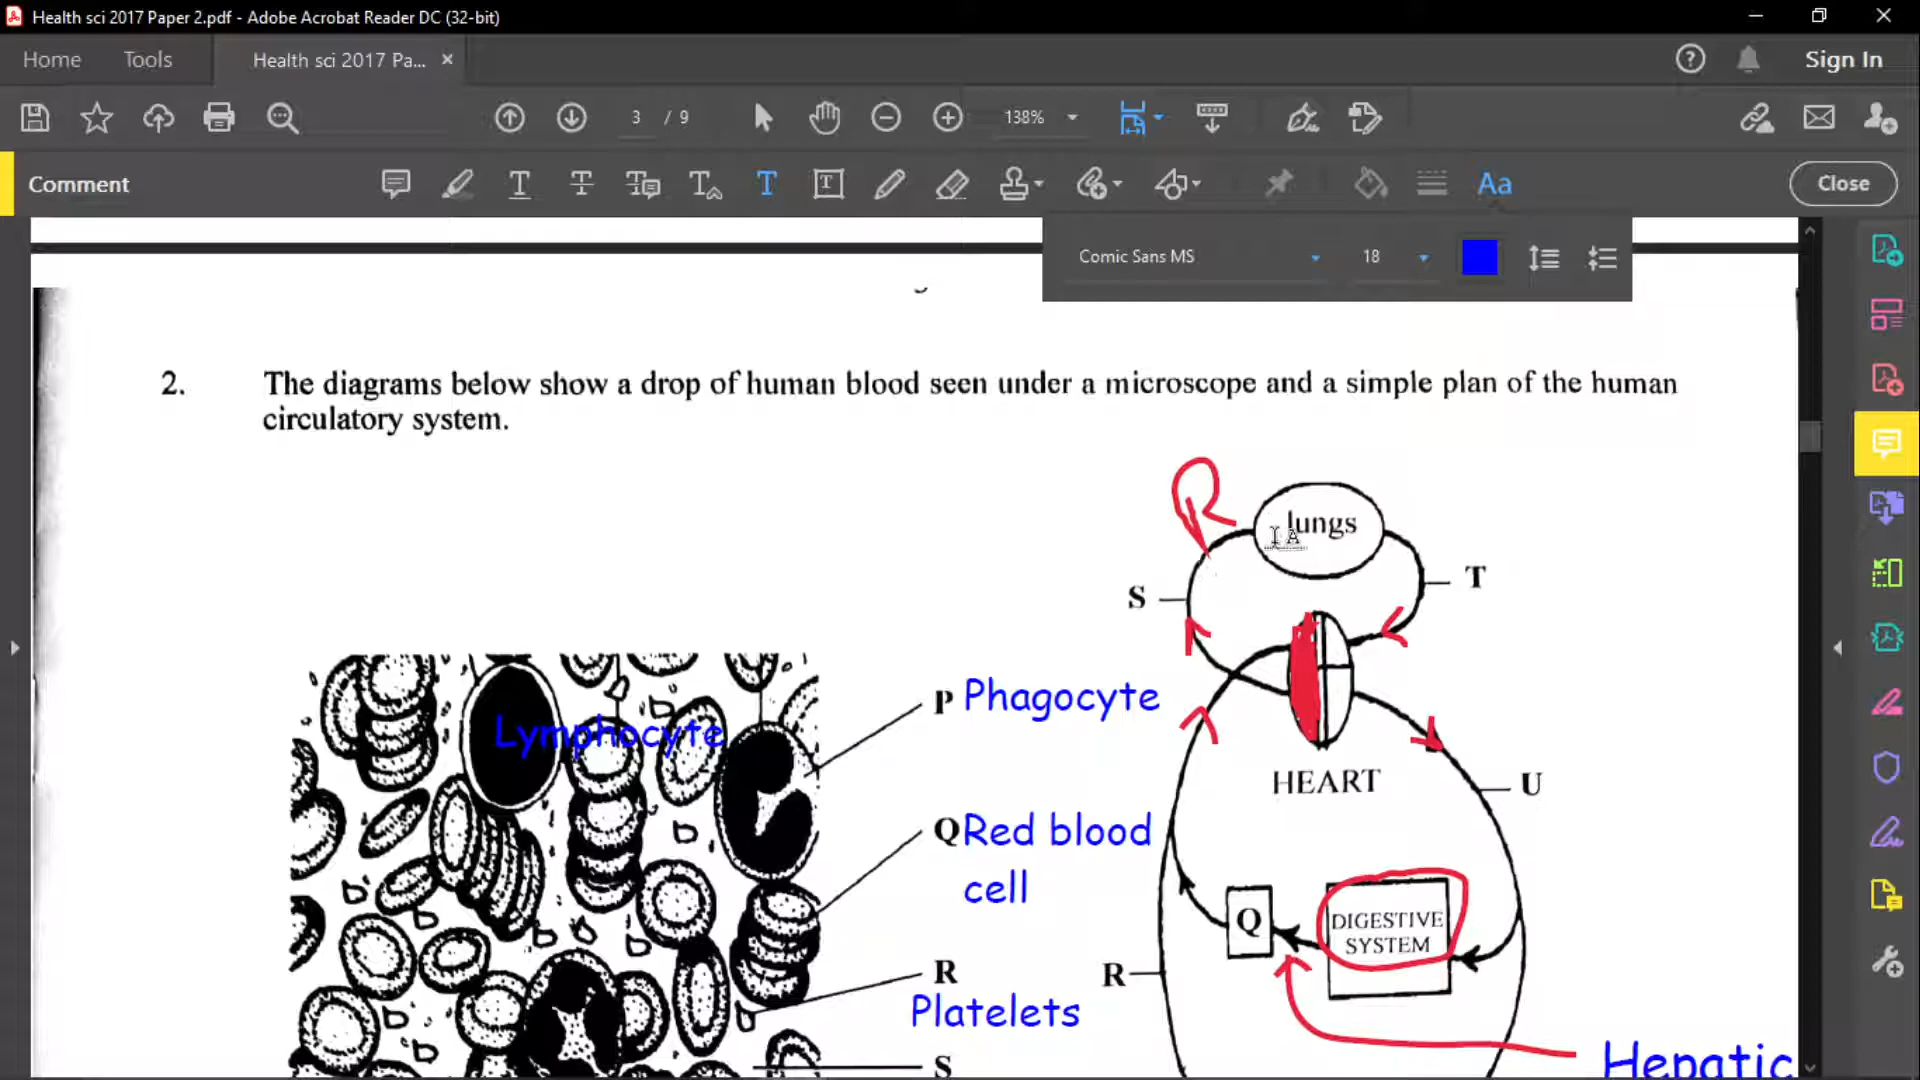 Health sci 2017 Paper 2.pdf - Adobe Acrobat Reader DC (32-bit)
Home
Tools
Health sci 2017 Pa...
Sign In
3 / 9
138%
Comment
Aa
Close
Comic Sans MS
18
2. The diagrams below show a drop of human blood seen under a microscope and a simple plan of the human
circulatory system.
R
lungs
S
T
P Phagocyte
Lymphocyte
HEART
U
Q Red blood
cell
Q
DIGESTIVE
SYSTEM
R
Platelets
R
S
Hepatic